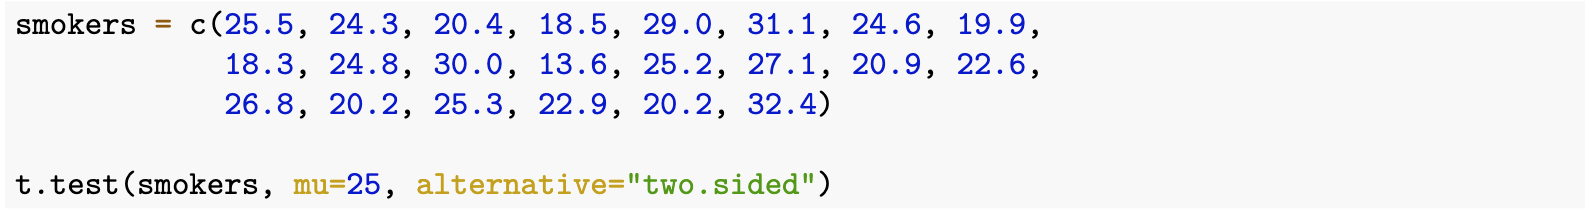 smokers = c(25.5, 24.3, 20.4, 18.5, 29.0, 31.1, 24.6, 19.9,
18.3, 24.8, 30.0, 13.6, 25.2, 27.1, 20.9, 22.6,
26.8, 20.2, 25.3, 22.9, 20.2, 32.4)
t.test(smokers, mu=25, alternative="two.sided")